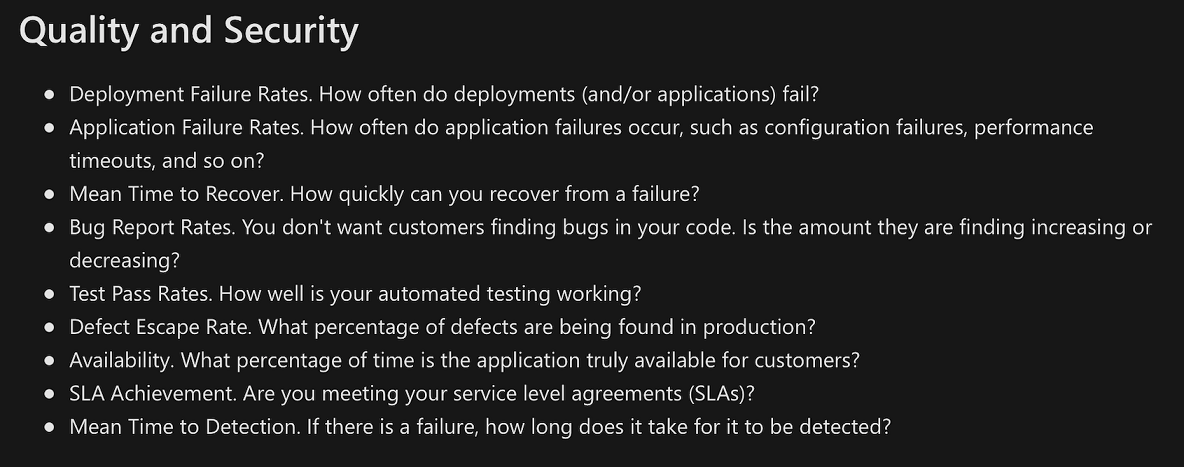 Quality and Security
• Deployment Failure Rates. How often do deployments (and/or applications) fail?
• Application Failure Rates. How often do application failures occur, such as configuration failures, performance
timeouts, and so on?
• Mean Time to Recover. How quickly can you recover from a failure?
• Bug Report Rates. You don't want customers finding bugs in your code. Is the amount they are finding increasing or
decreasing?
• Test Pass Rates. How well is your automated testing working?
• Defect Escape Rate. What percentage of defects are being found in production?
• Availability. What percentage of time is the application truly available for customers?
• SLA Achievement. Are you meeting your service level agreements (SLAs)?
• Mean Time to Detection. If there is a failure, how long does it take for it to be detected?